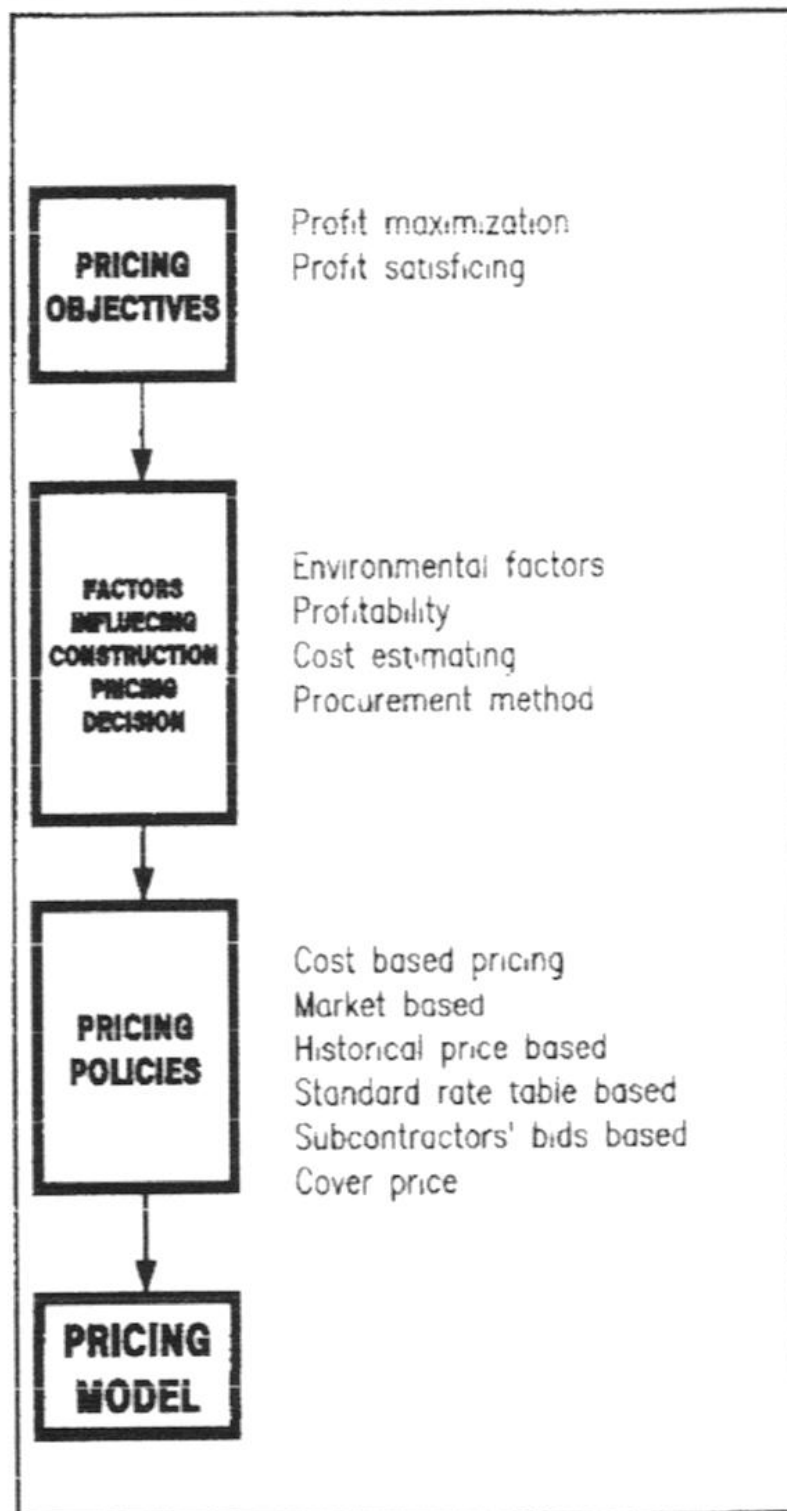 PRICING
OBJECTIVES
Profit maximization
Profit satisficing
FACTORS
INFLUECING
CONSTRUCTION
PRICING
DECISION
Environmental factors
Profitability
Cost estimating
Procurement method
PRICING
POLICIES
Cost based pricing
Market based
Historical price based
Standard rate table based
Subcontractors' bids based
Cover price
PRICING
MODEL